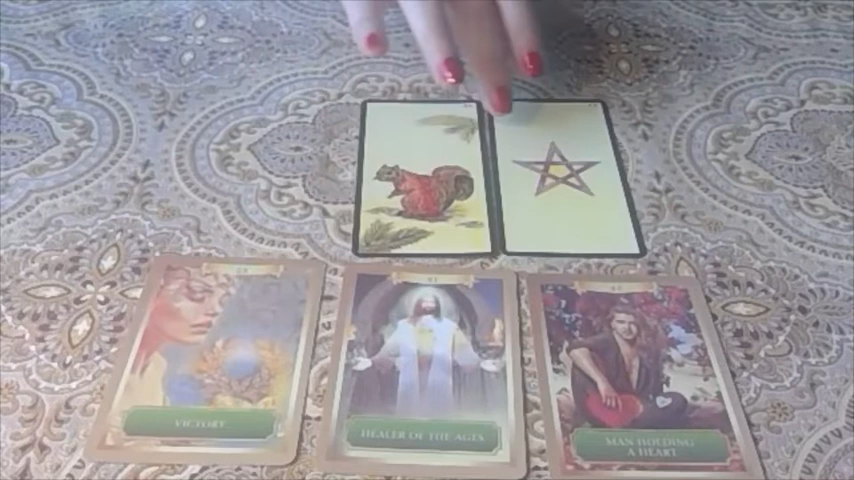 VICTORY
HEALER OF THE AGES
MAN HOLDING
A HEART